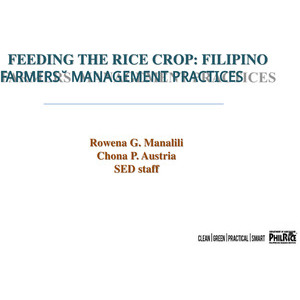 FEEDING THE RICE CROP: FILIPINO
FARMERS' MANAGEMENT PRACTICES
Rowena G. Manalili
Chona P. Austria
SED staff
CLEAN | GREEN | PRACTICAL | SMART
PHILRICE